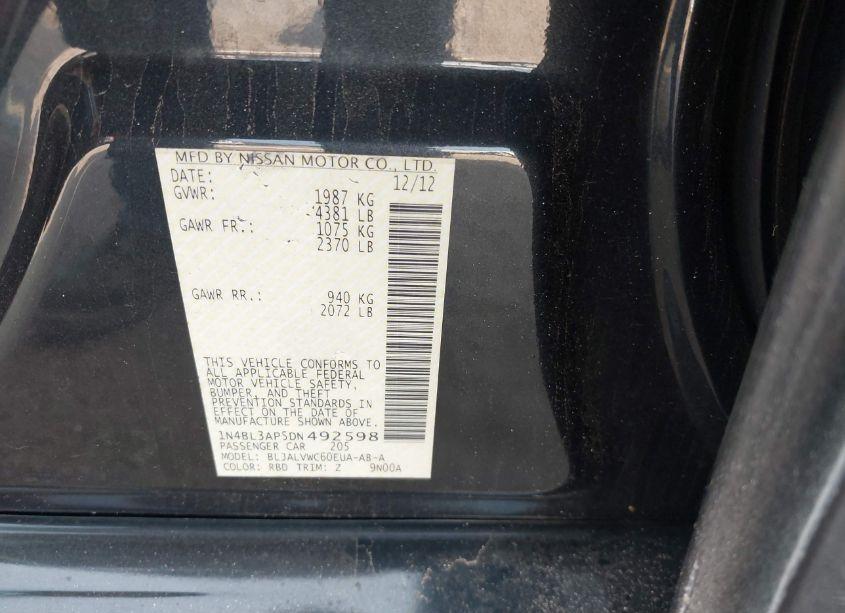 MFD BY NISSAN MOTOR CO., LTD.
DATE: 12/12
GVWR: 1987 KG
4381 LB
GAWR FR.: 1075 KG
2370 LB
GAWR RR.: 940 KG
2072 LB
THIS VEHICLE CONFORMS TO
ALL APPLICABLE FEDERAL
MOTOR VEHICLE SAFETY,
BUMPER, AND THEFT
PREVENTION STANDARDS IN
EFFECT ON THE DATE OF
MANUFACTURE SHOWN ABOVE.
1N4BL3AP5DN492598
PASSENGER CAR 205
MODEL: BLJALVWC60EUA-AB-A
COLOR: RBD TRIM: Z 9N00A